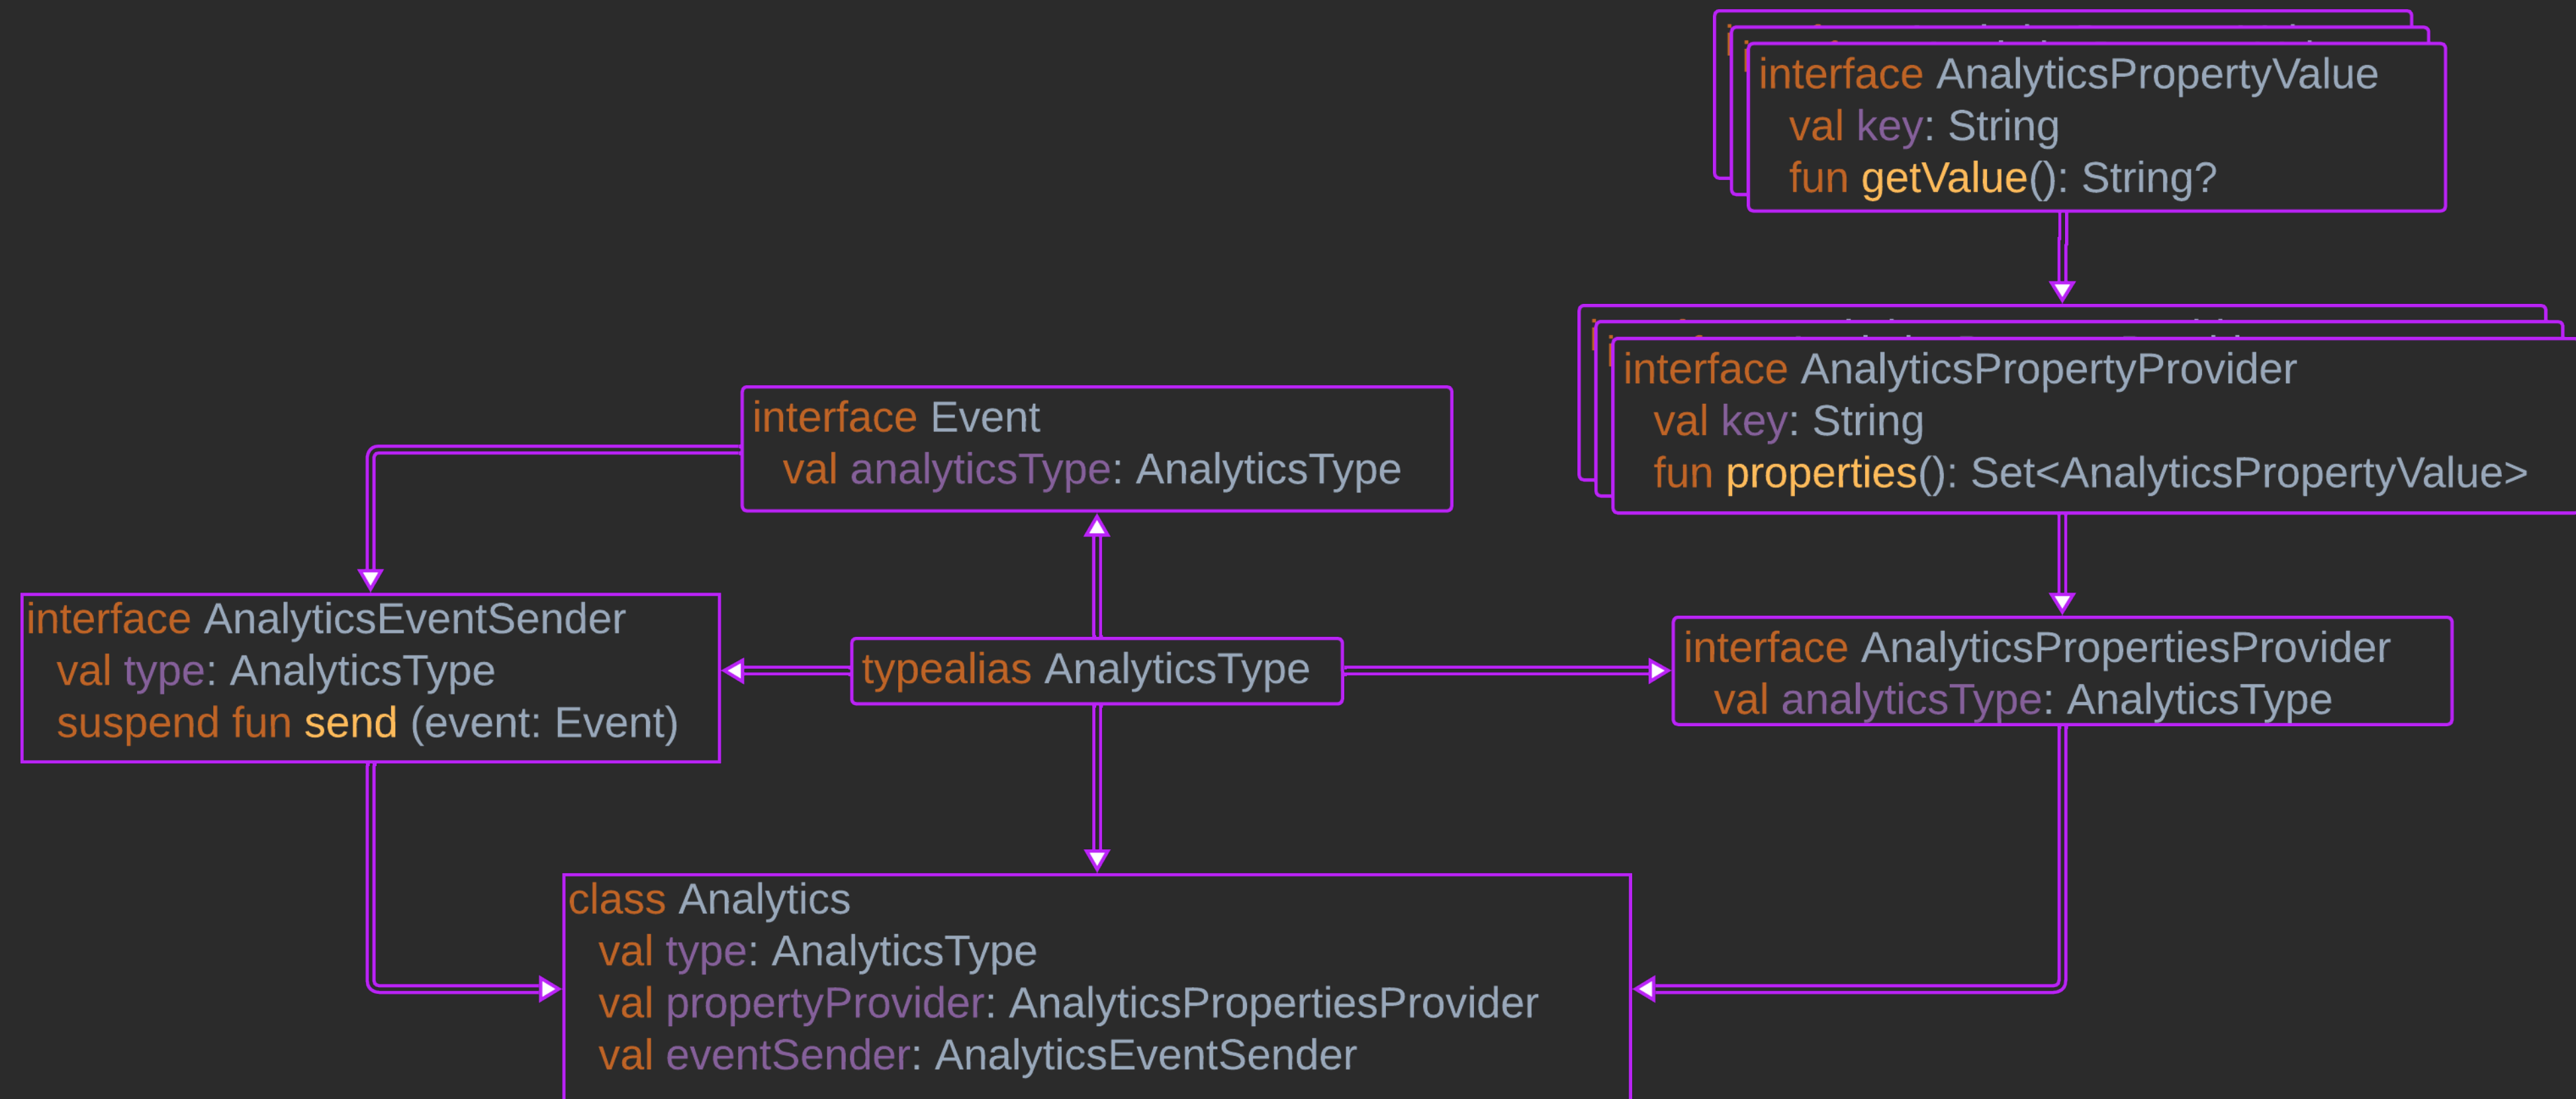 interface AnalyticsPropertyValue
val key: String
fun getValue(): String?
interface AnalyticsPropertyProvider
val key: String
fun properties(): Set<AnalyticsPropertyValue>
interface Event
val analyticsType: AnalyticsType
interface AnalyticsEventSender
val type: AnalyticsType
suspend fun send (event: Event)
typealias AnalyticsType
interface AnalyticsPropertiesProvider
val analyticsType: AnalyticsType
class Analytics
val type: AnalyticsType
val propertyProvider: AnalyticsPropertiesProvider
val eventSender: AnalyticsEventSender